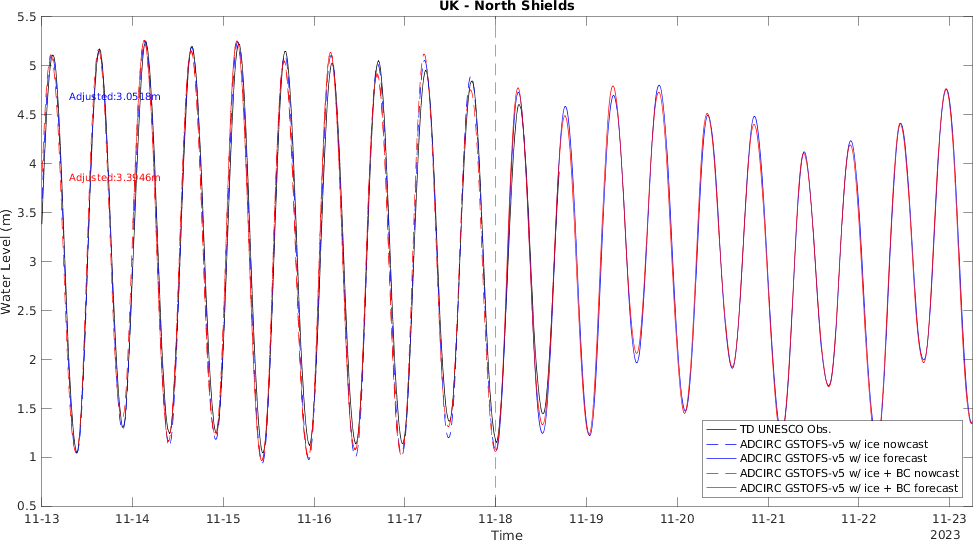 UK - North Shields
5.5
5
4.5
4
3.5
3
2.5
2
1.5
1
0.5
Water Level (m)
Adjusted:3.0518m
Adjusted:3.3946m
TD UNESCO Obs.
ADCIRC GSTOFS-v5 w/ ice nowcast
ADCIRC GSTOFS-v5 w/ ice forecast
ADCIRC GSTOFS-v5 w/ ice + BC nowcast
ADCIRC GSTOFS-v5 w/ ice + BC forecast
11-13 11-14 11-15 11-16 11-17 11-18 11-19 11-20 11-21 11-22 11-23
Time
2023